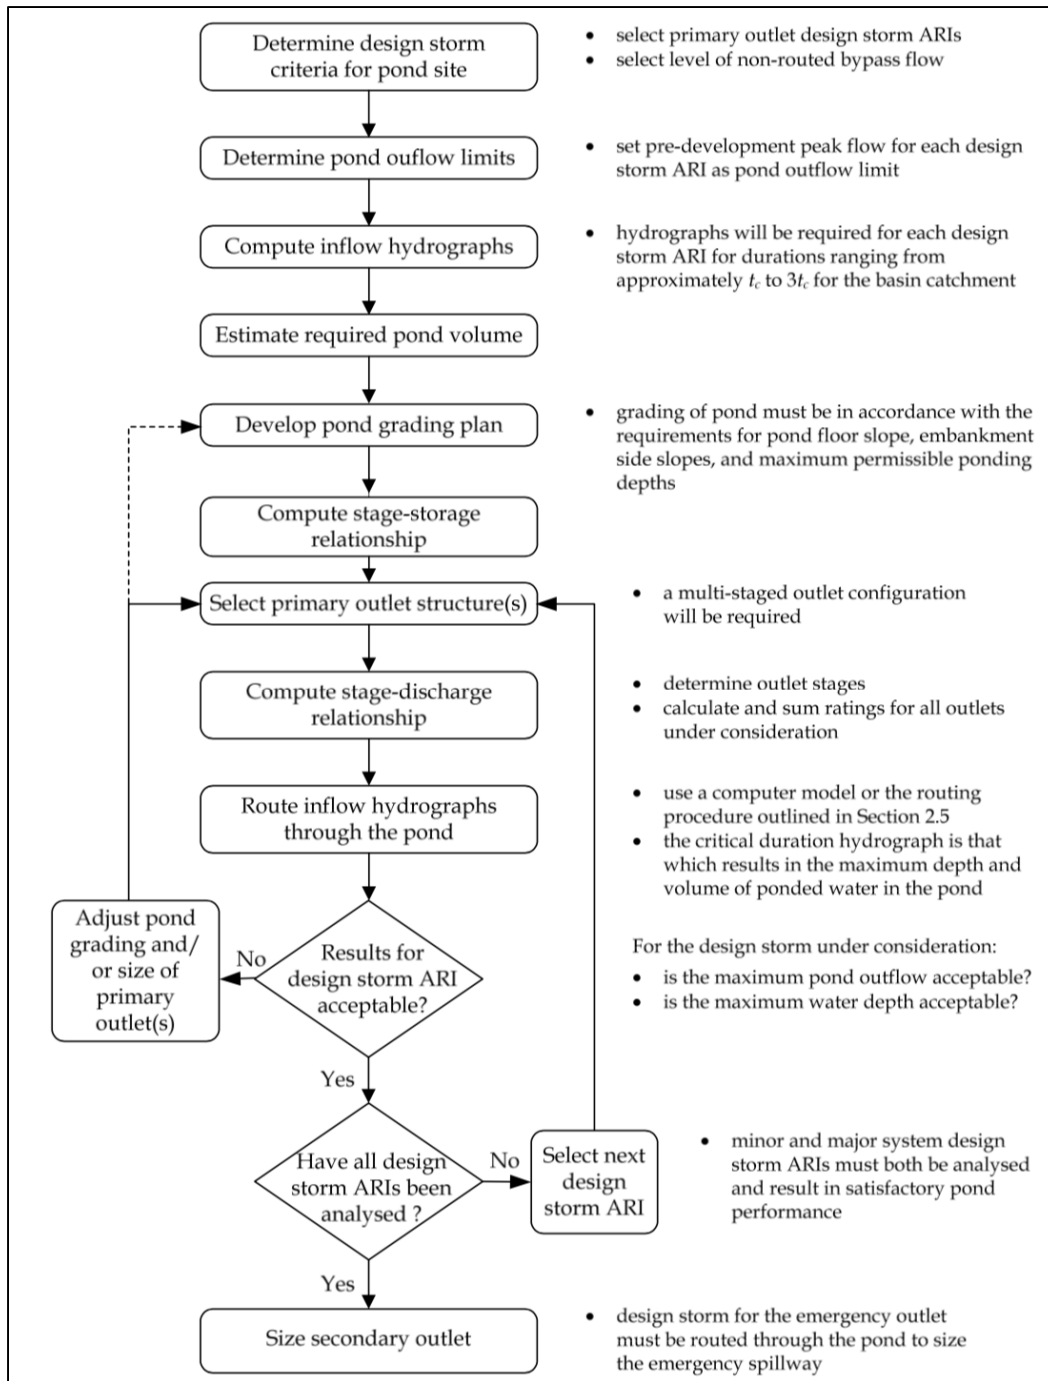 Determine design storm
criteria for pond site
• select primary outlet design storm ARIs
• select level of non-routed bypass flow
Determine pond ouflow limits
• set pre-development peak flow for each design
storm ARI as pond outflow limit
Compute inflow hydrographs
• hydrographs will be required for each design
storm ARI for durations ranging from
approximately tc to 3tc for the basin catchment
Estimate required pond volume
Develop pond grading plan
• grading of pond must be in accordance with the
requirements for pond floor slope, embankment
side slopes, and maximum permissible ponding
depths
Compute stage-storage
relationship
Select primary outlet structure(s)
• a multi-staged outlet configuration
will be required
Compute stage-discharge
relationship
• determine outlet stages
• calculate and sum ratings for all outlets
under consideration
Route inflow hydrographs
through the pond
• use a computer model or the routing
procedure outlined in Section 2.5
• the critical duration hydrograph is that
which results in the maximum depth and
volume of ponded water in the pond
Adjust pond
grading and/
or size of
primary
outlet(s)
No
Results for
design storm ARI
acceptable?
For the design storm under consideration:
• is the maximum pond outflow acceptable?
• is the maximum water depth acceptable?
Yes
Have all design
storm ARIs been
analysed ?
No
Select next
design
storm ARI
• minor and major system design
storm ARIs must both be analysed
and result in satisfactory pond
performance
Yes
Size secondary outlet
• design storm for the emergency outlet
must be routed through the pond to size
the emergency spillway